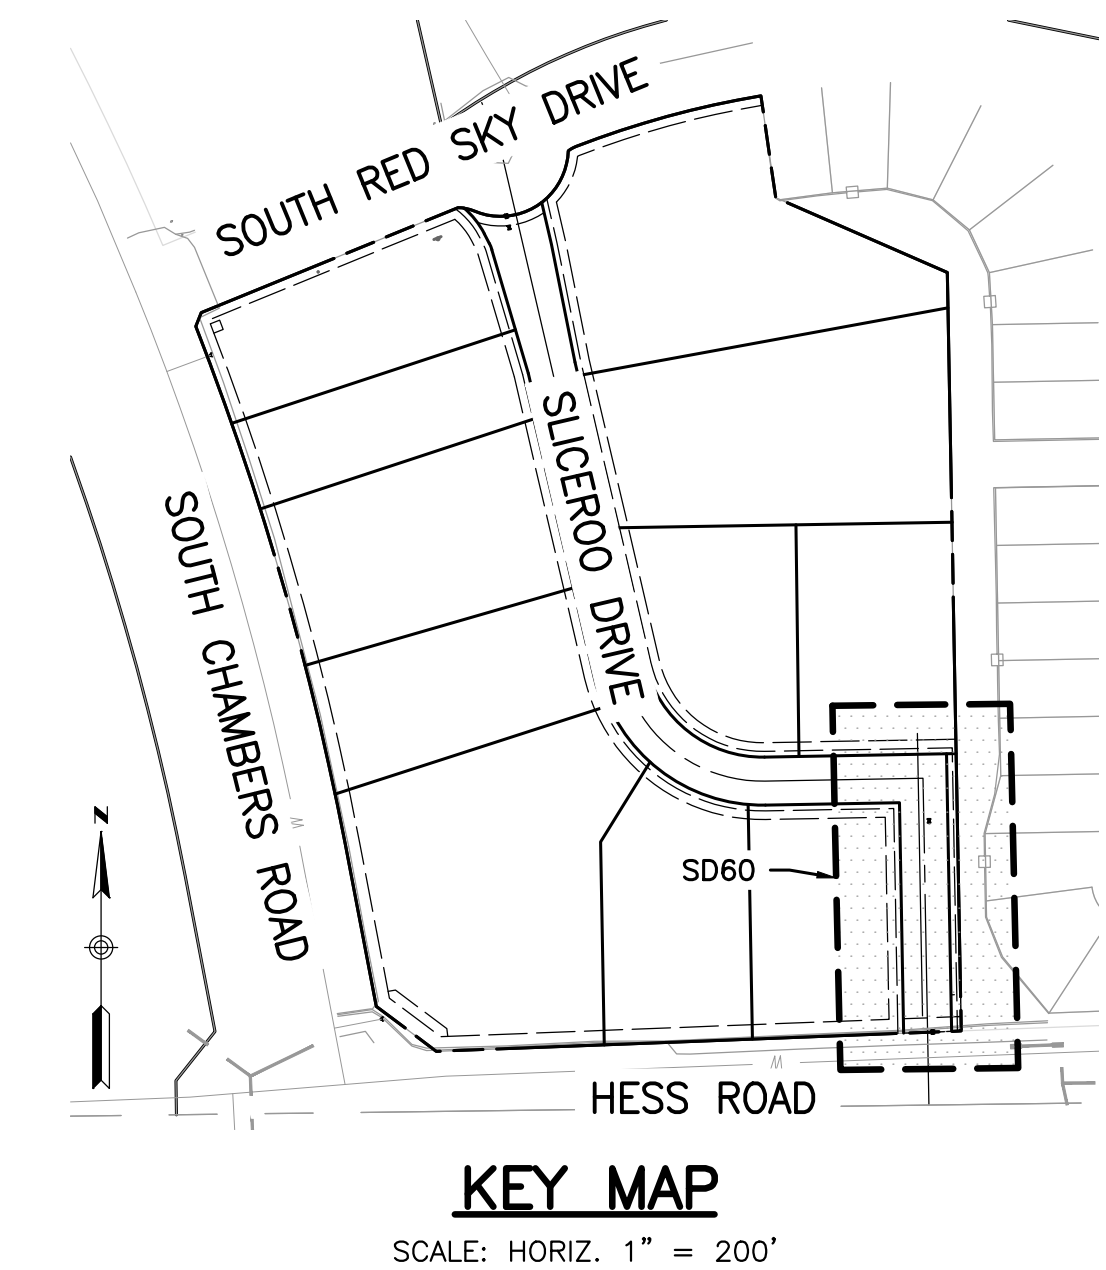 SOUTH RED SKY DRIVE
SLICEROO DRIVE
SOUTH CHAMBERS ROAD
N
W
SD60
W
HESS ROAD
KEY MAP
SCALE: HORIZ. 1" = 200'